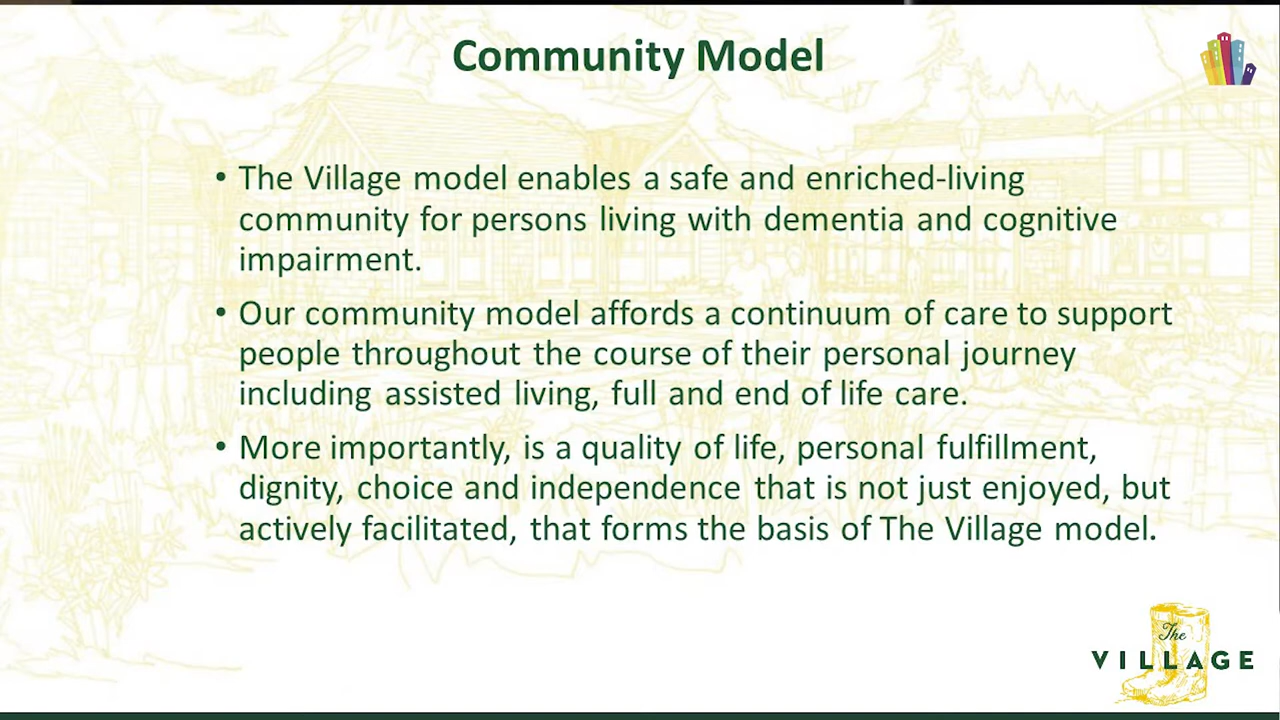 Community Model
• The Village model enables a safe and enriched-living
community for persons living with dementia and cognitive
impairment.
• Our community model affords a continuum of care to support
people throughout the course of their personal journey
including assisted living, full and end of life care.
• More importantly, is a quality of life, personal fulfillment,
dignity, choice and independence that is not just enjoyed, but
actively facilitated, that forms the basis of The Village model.
The
VILLAGE